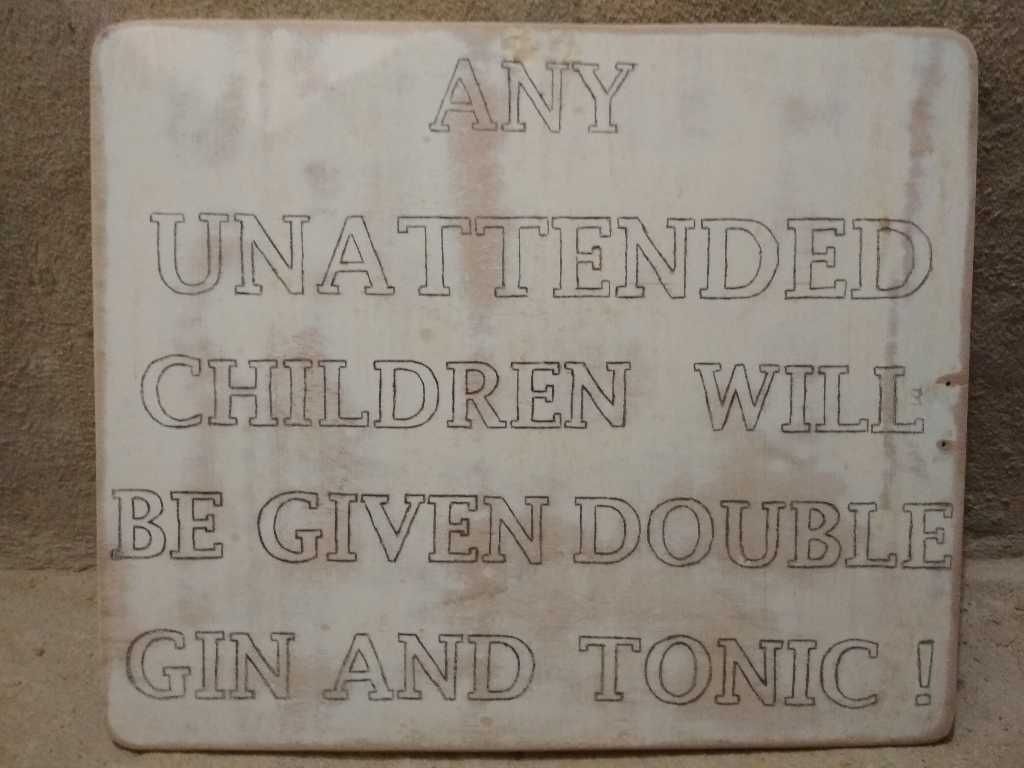 ANY
UNATTENDED
CHILDREN WILL
BE GIVEN DOUBLE
GIN AND TONIC !